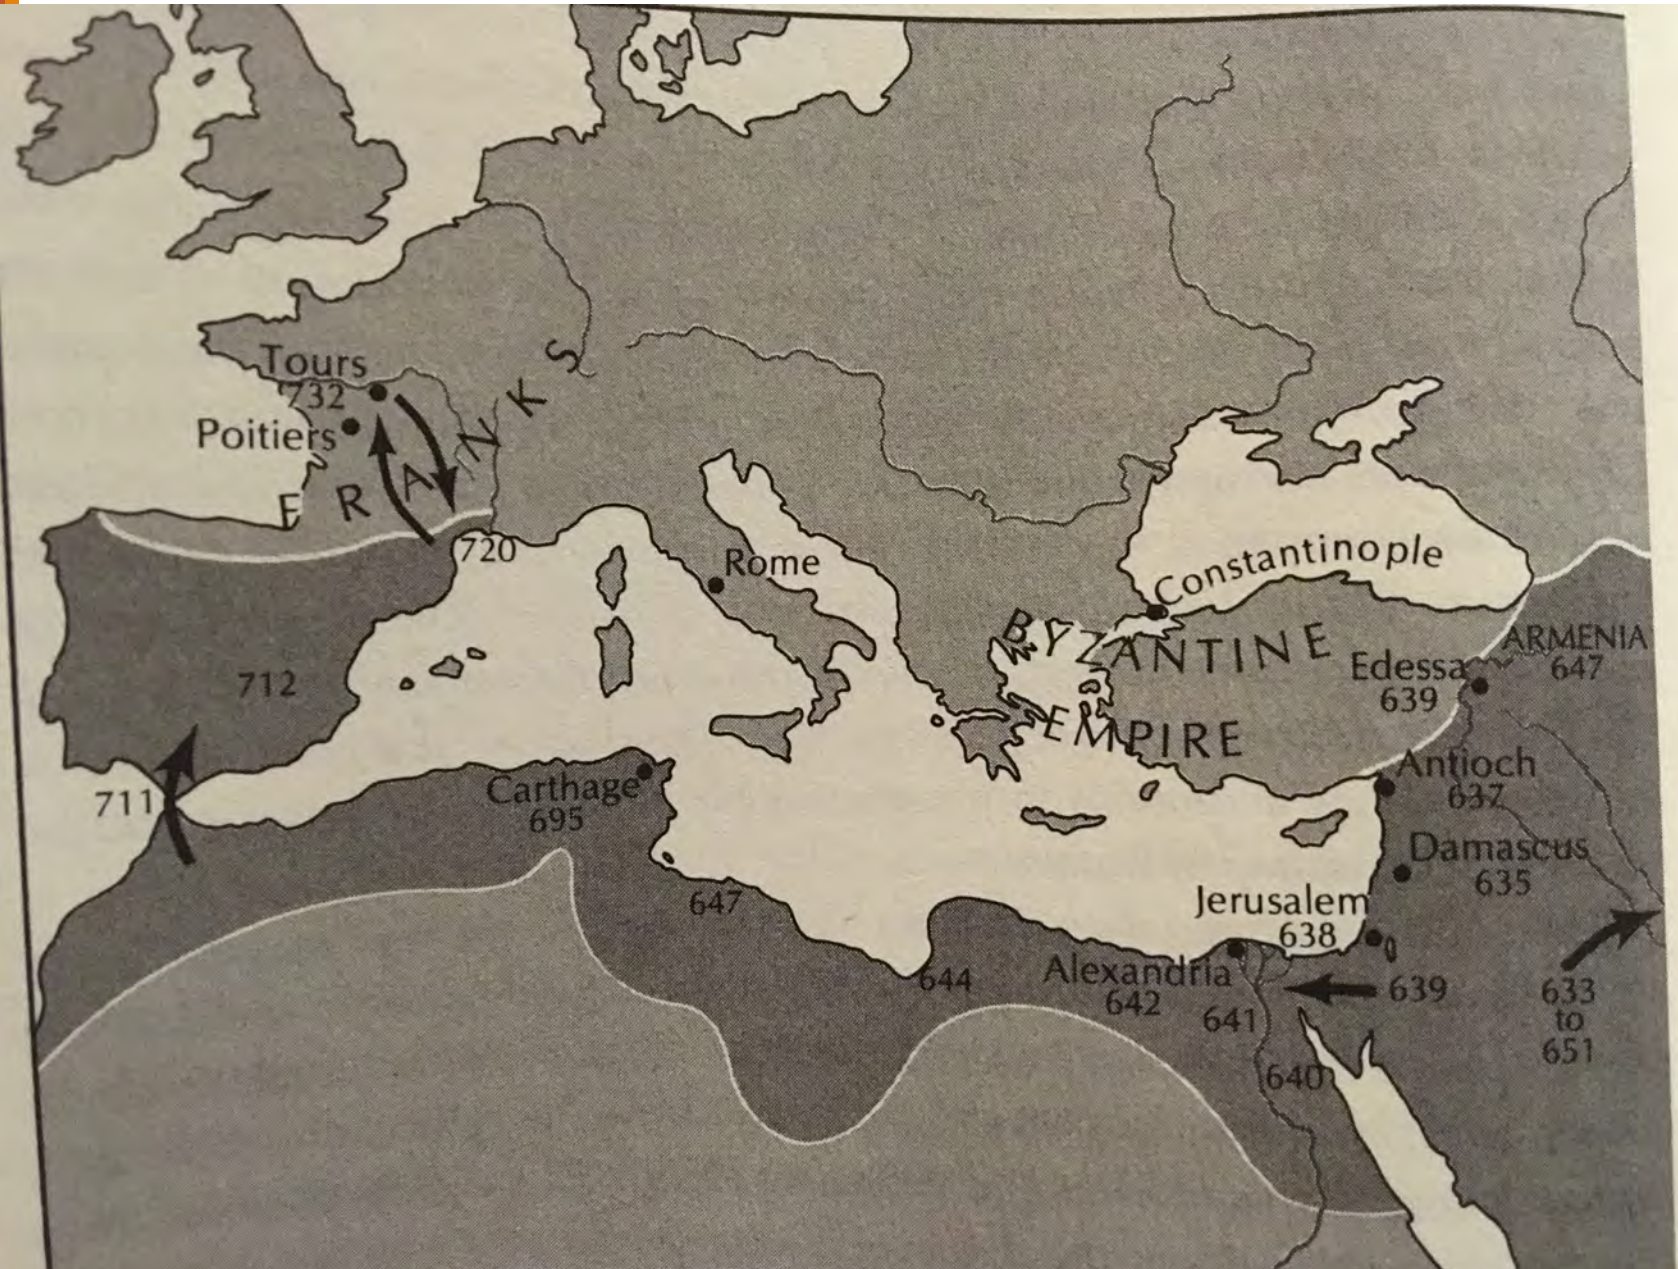 Tours
732
Poitiers
FRANKS
720
Rome
Constantinople
BYZANTINE
EMPIRE
ARMENIA
647
Edessa
639
712
711
Carthage
695
Antioch
637
Damascus
635
647
Jerusalem
638
644
Alexandria
642
641
639
640
633
to
651